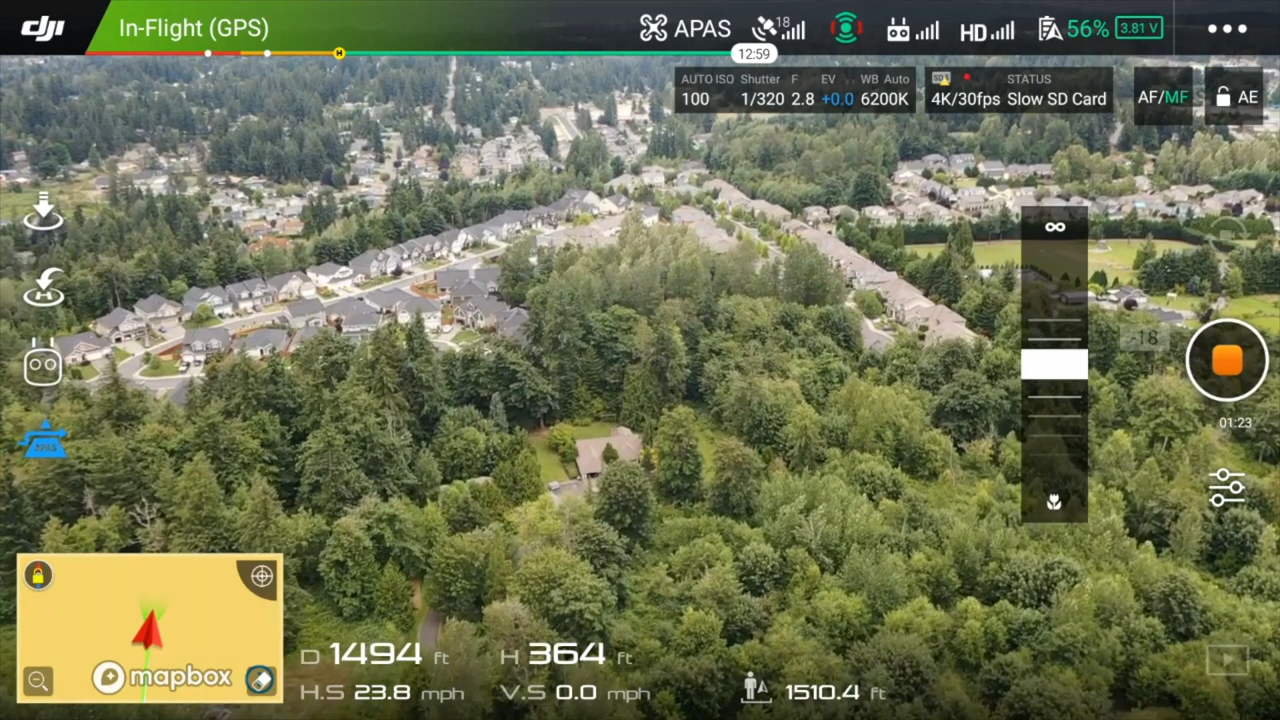 dji
In-Flight (GPS)
APAS
18
HD
56%
3.81 V
H
12:59
AUTO ISO Shutter F EV WB Auto
100 1/320 2.8 +0.0 6200K
STATUS
4K/30fps Slow SD Card
AF/MF
AE
∞
-18
01:23
APAS
mapbox
D 1494 ft H 364 ft
H.S 23.8 mph V.S 0.0 mph 1510.4 ft